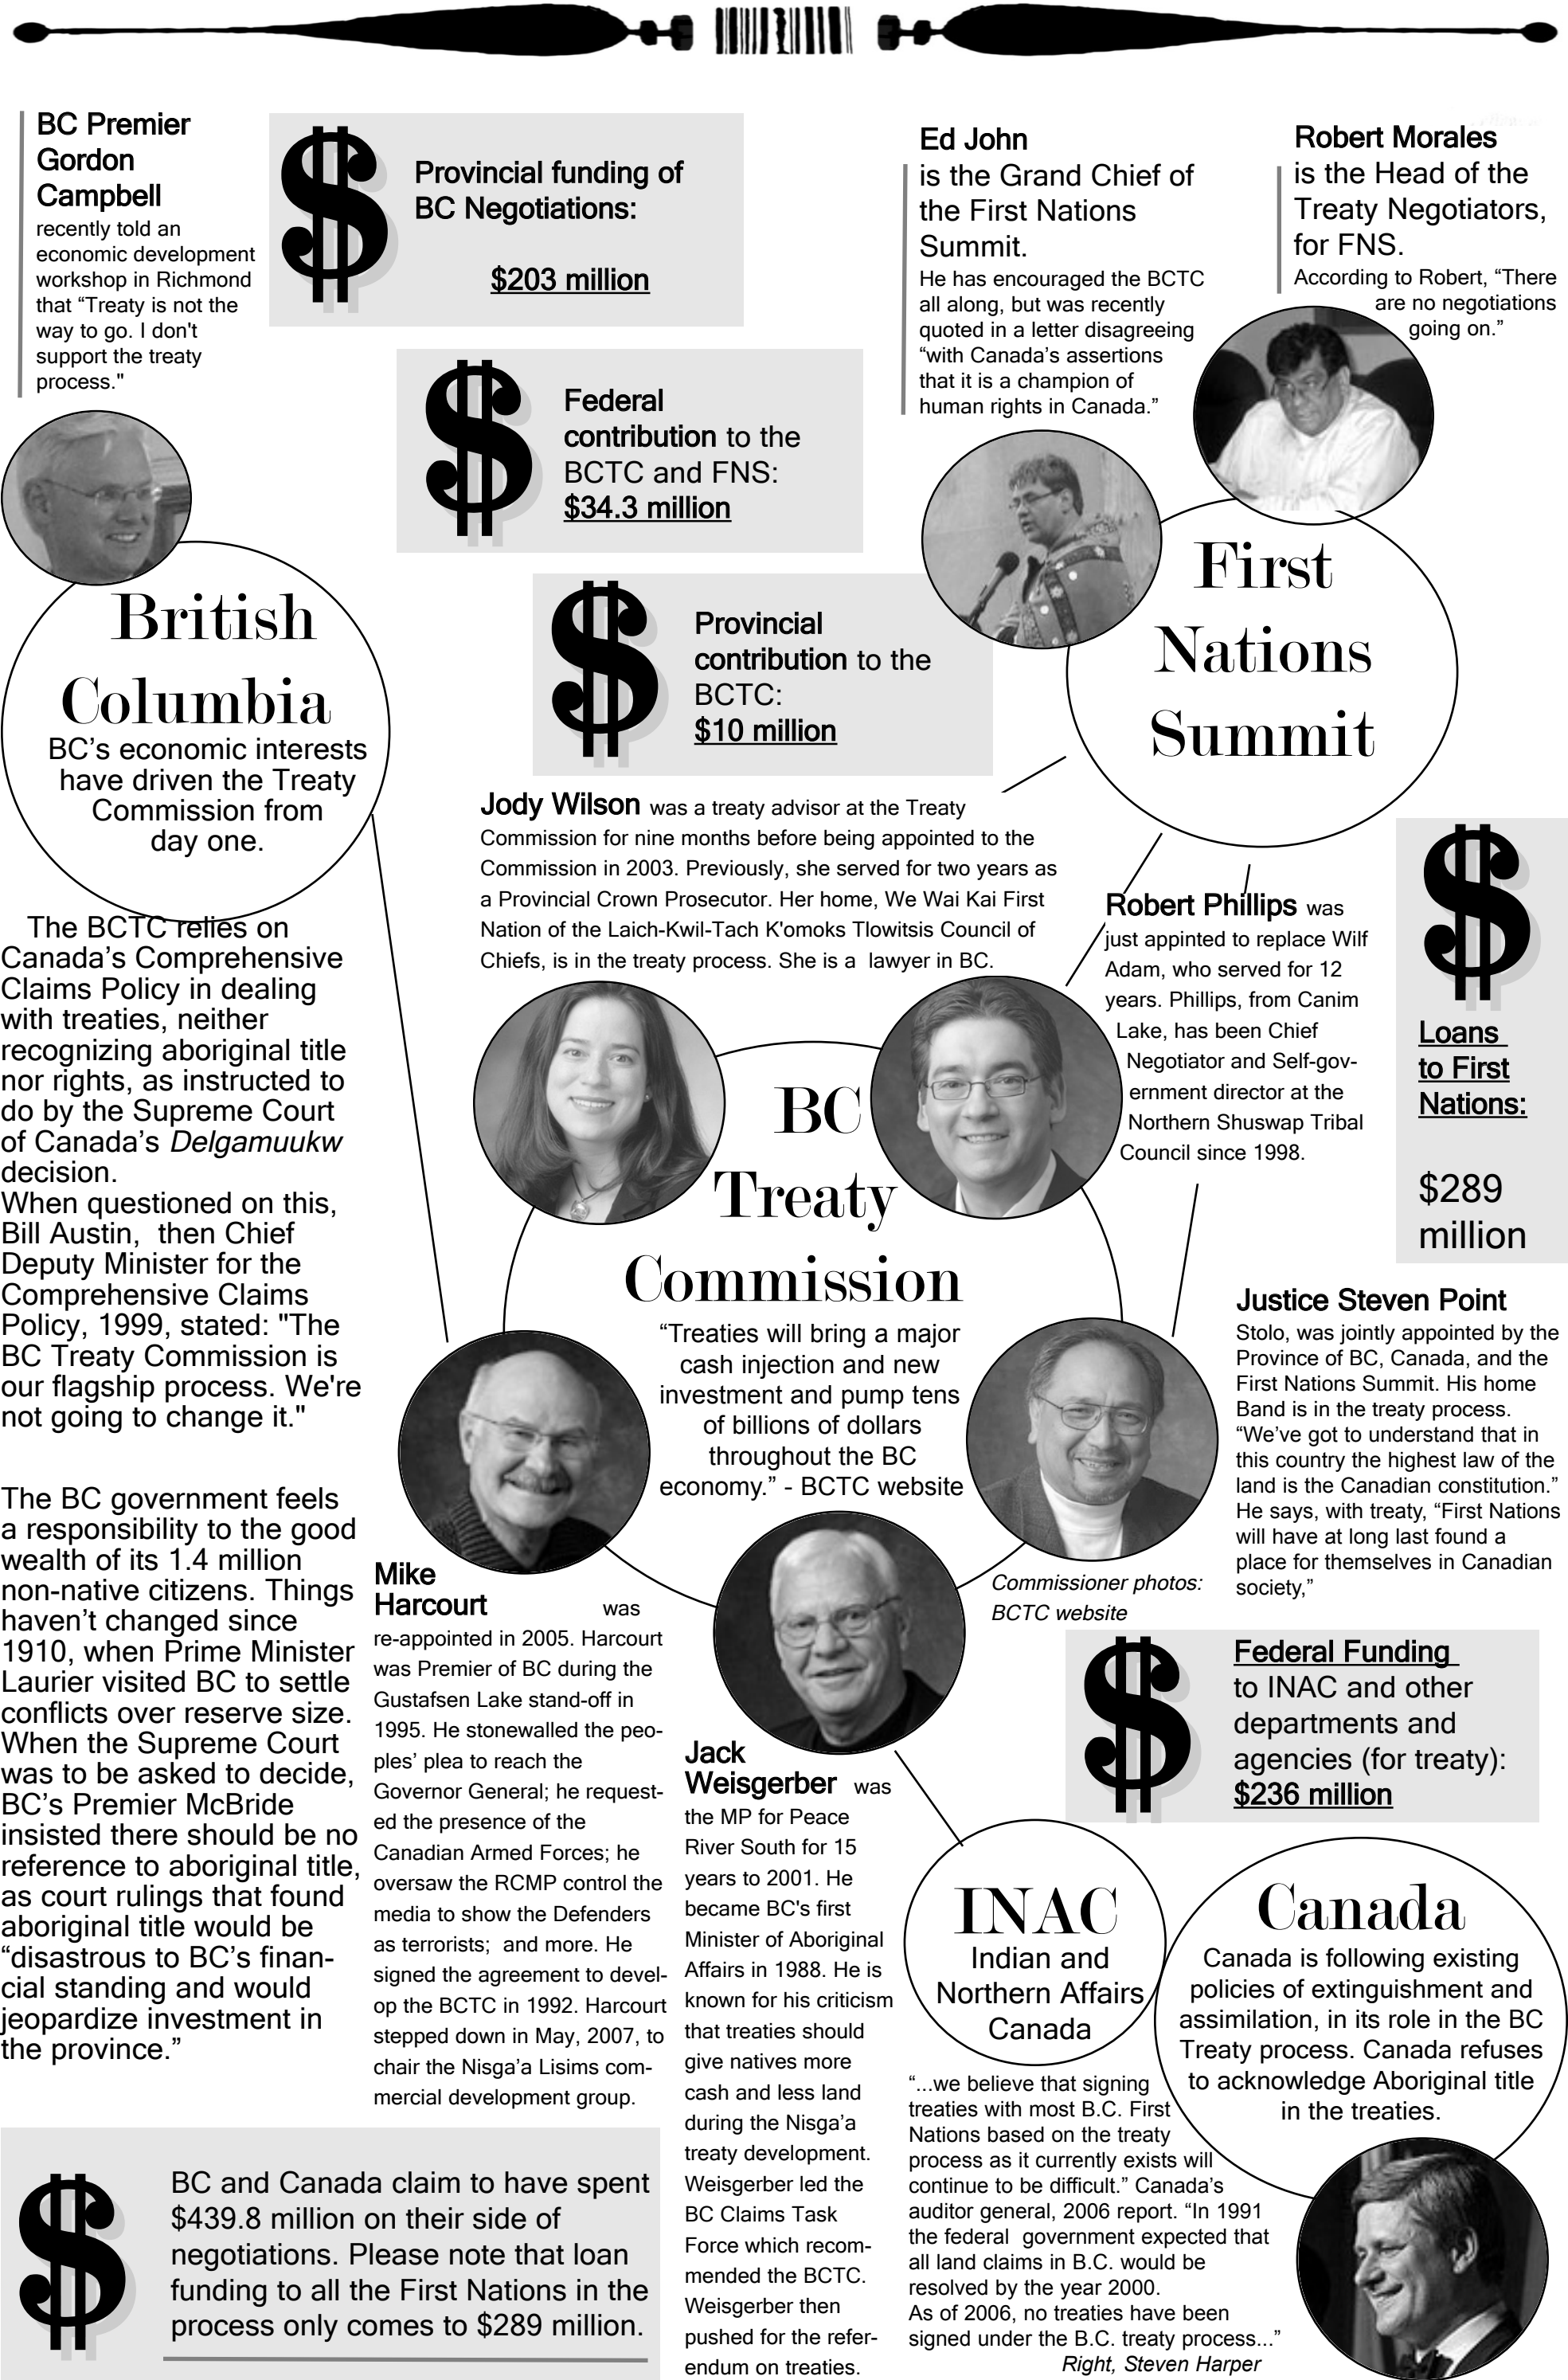 BC Premier
Gordon
Campbell
recently told an
economic development
workshop in Richmond
that “Treaty is not the
way to go. I don't
support the treaty
process."
$
Provincial funding of
BC Negotiations:
$203 million
$
Federal
contribution to the
BCTC and FNS:
$34.3 million
$
Provincial
contribution to the
BCTC:
$10 million
Ed John
is the Grand Chief of
the First Nations
Summit.
He has encouraged the BCTC
all along, but was recently
quoted in a letter disagreeing
“with Canada’s assertions
that it is a champion of
human rights in Canada.”
Robert Morales
is the Head of the
Treaty Negotiators,
for FNS.
According to Robert, “There
are no negotiations
going on.”
First
Nations
Summit
British
Columbia
BC’s economic interests
have driven the Treaty
Commission from
day one.
The BCTC relies on
Canada’s Comprehensive
Claims Policy in dealing
with treaties, neither
recognizing aboriginal title
nor rights, as instructed to
do by the Supreme Court
of Canada’s Delgamuukw
decision.
When questioned on this,
Bill Austin,  then Chief
Deputy Minister for the
Comprehensive Claims
Policy, 1999, stated: "The
BC Treaty Commission is
our flagship process. We're
not going to change it."
The BC government feels
a responsibility to the good
wealth of its 1.4 million
non-native citizens. Things
haven’t changed since
1910, when Prime Minister
Laurier visited BC to settle
conflicts over reserve size.
When the Supreme Court
was to be asked to decide,
BC’s Premier McBride
insisted there should be no
reference to aboriginal title,
as court rulings that found
aboriginal title would be
“disastrous to BC’s finan-
cial standing and would
jeopardize investment in
the province.”
Jody Wilson was a treaty advisor at the Treaty
Commission for nine months before being appointed to the
Commission in 2003. Previously, she served for two years as
a Provincial Crown Prosecutor. Her home, We Wai Kai First
Nation of the Laich-Kwil-Tach K'omoks Tlowitsis Council of
Chiefs, is in the treaty process. She is a  lawyer in BC.
Robert Phillips was
just appinted to replace Wilf
Adam, who served for 12
years. Phillips, from Canim
Lake, has been Chief
Negotiator and Self-gov-
ernment director at the
Northern Shuswap Tribal
Council since 1998.
$
Loans
to First
Nations:
$289
million
BC
Treaty
Commission
“Treaties will bring a major
cash injection and new
investment and pump tens
of billions of dollars
throughout the BC
economy.” - BCTC website
Justice Steven Point
Stolo, was jointly appointed by the
Province of BC, Canada, and the
First Nations Summit. His home
Band is in the treaty process.
“We’ve got to understand that in
this country the highest law of the
land is the Canadian constitution.”
He says, with treaty, “First Nations
will have at long last found a
place for themselves in Canadian
society,”
Commissioner photos:
BCTC website
Mike
Harcourt was
re-appointed in 2005. Harcourt
was Premier of BC during the
Gustafsen Lake stand-off in
1995. He stonewalled the peo-
ples’ plea to reach the
Governor General; he request-
ed the presence of the
Canadian Armed Forces; he
oversaw the RCMP control the
media to show the Defenders
as terrorists;  and more. He
signed the agreement to devel-
op the BCTC in 1992. Harcourt
stepped down in May, 2007, to
chair the Nisga’a Lisims com-
mercial development group.
Jack
Weisgerber was
the MP for Peace
River South for 15
years to 2001. He
became BC's first
Minister of Aboriginal
Affairs in 1988. He is
known for his criticism
that treaties should
give natives more
cash and less land
during the Nisga’a
treaty development.
Weisgerber led the
BC Claims Task
Force which recom-
mended the BCTC.
Weisgerber then
pushed for the refer-
endum on treaties.
$
Federal Funding
to INAC and other
departments and
agencies (for treaty):
$236 million
INAC
Indian and
Northern Affairs
Canada
“...we believe that signing
treaties with most B.C. First
Nations based on the treaty
process as it currently exists will
continue to be difficult.” Canada’s
auditor general, 2006 report. “In 1991
the federal  government expected that
all land claims in B.C. would be
resolved by the year 2000.
As of 2006, no treaties have been
signed under the B.C. treaty process...”
Right, Steven Harper
Canada
Canada is following existing
policies of extinguishment and
assimilation, in its role in the BC
Treaty process. Canada refuses
to acknowledge Aboriginal title
in the treaties.
$
BC and Canada claim to have spent
$439.8 million on their side of
negotiations. Please note that loan
funding to all the First Nations in the
process only comes to $289 million.